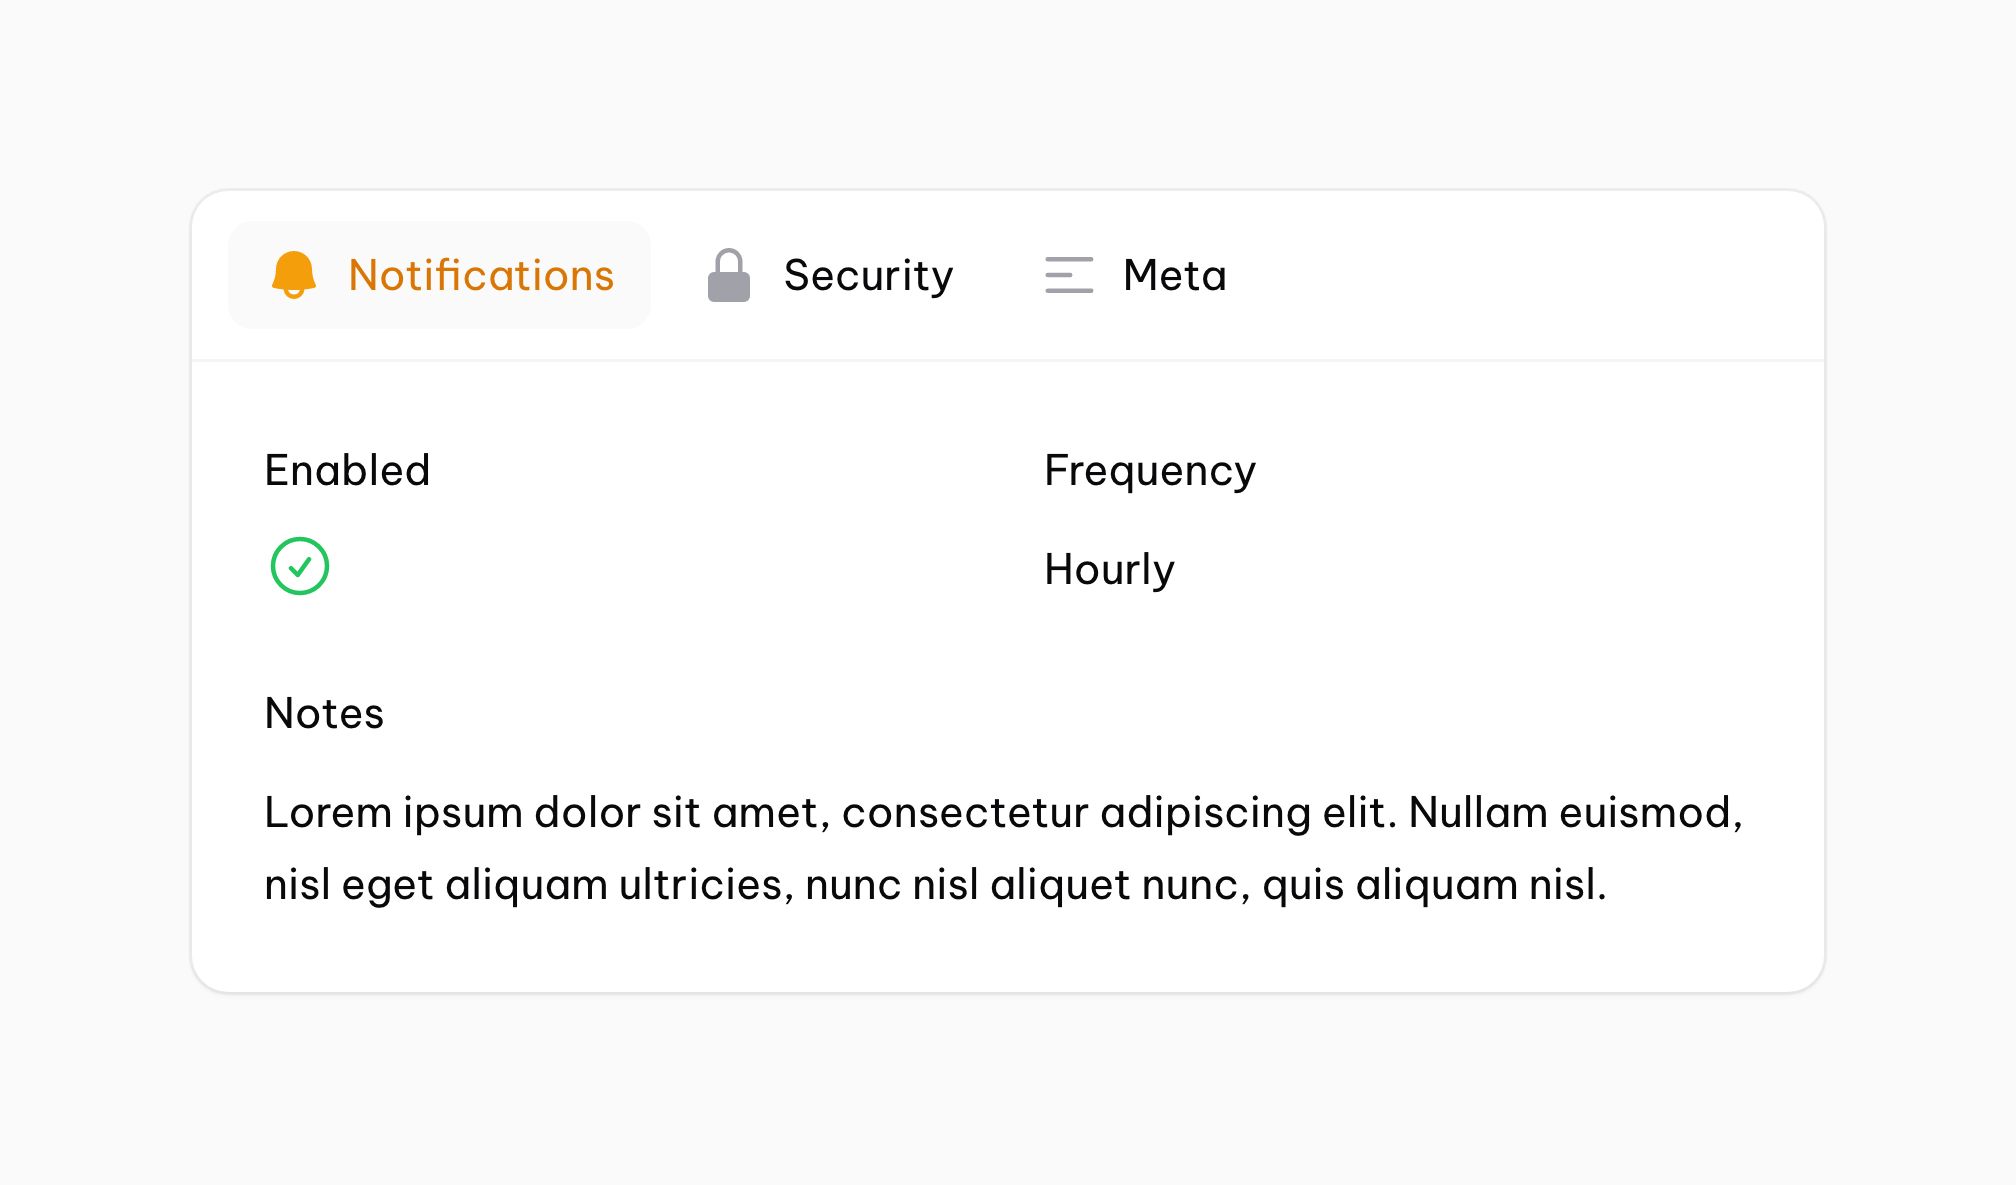 Notifications
Security
Meta
Enabled
Frequency
Hourly
Notes
Lorem ipsum dolor sit amet, consectetur adipiscing elit. Nullam euismod,
nisl eget aliquam ultricies, nunc nisl aliquet nunc, quis aliquam nisl.